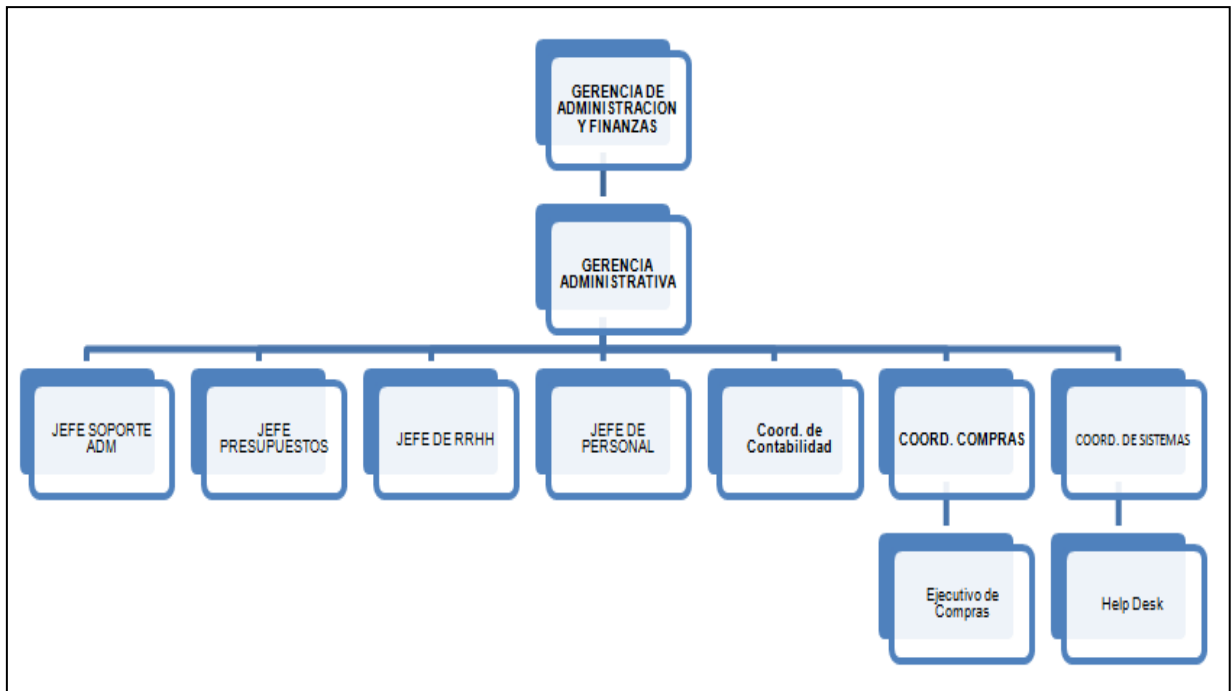 GERENCIA DE
ADMINISTRACION
Y FINANZAS
GERENCIA
ADMINISTRATIVA
JEFE SOPORTE
ADM
JEFE
PRESUPUESTOS
JEFE DE RRHH
JEFE DE
PERSONAL
Coord. de
Contabilidad
COORD. COMPRAS
COORD. DE SISTEMAS
Ejecutivo de
Compras
Help Desk